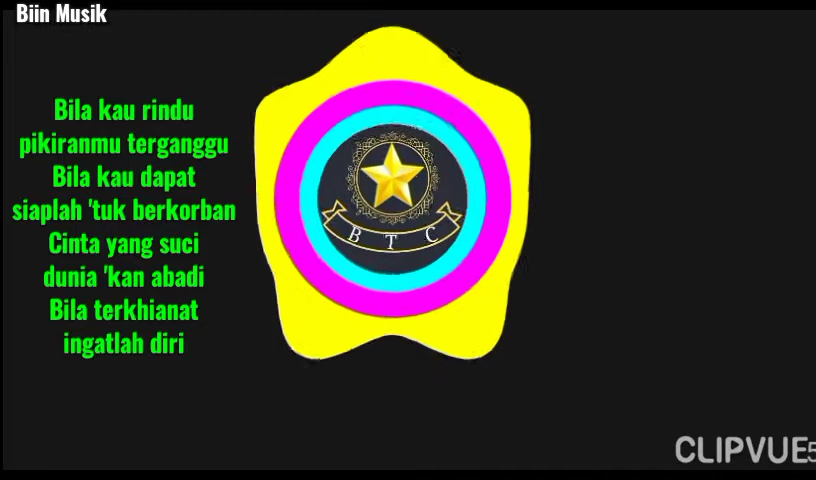 Biin Musik
Bila kau rindu
pikiranmu terganggu
Bila kau dapat
siaplah 'tuk berkorban
Cinta yang suci
dunia 'kan abadi
Bila terkhianat
ingatlah diri
B T C
CLIPVUE5